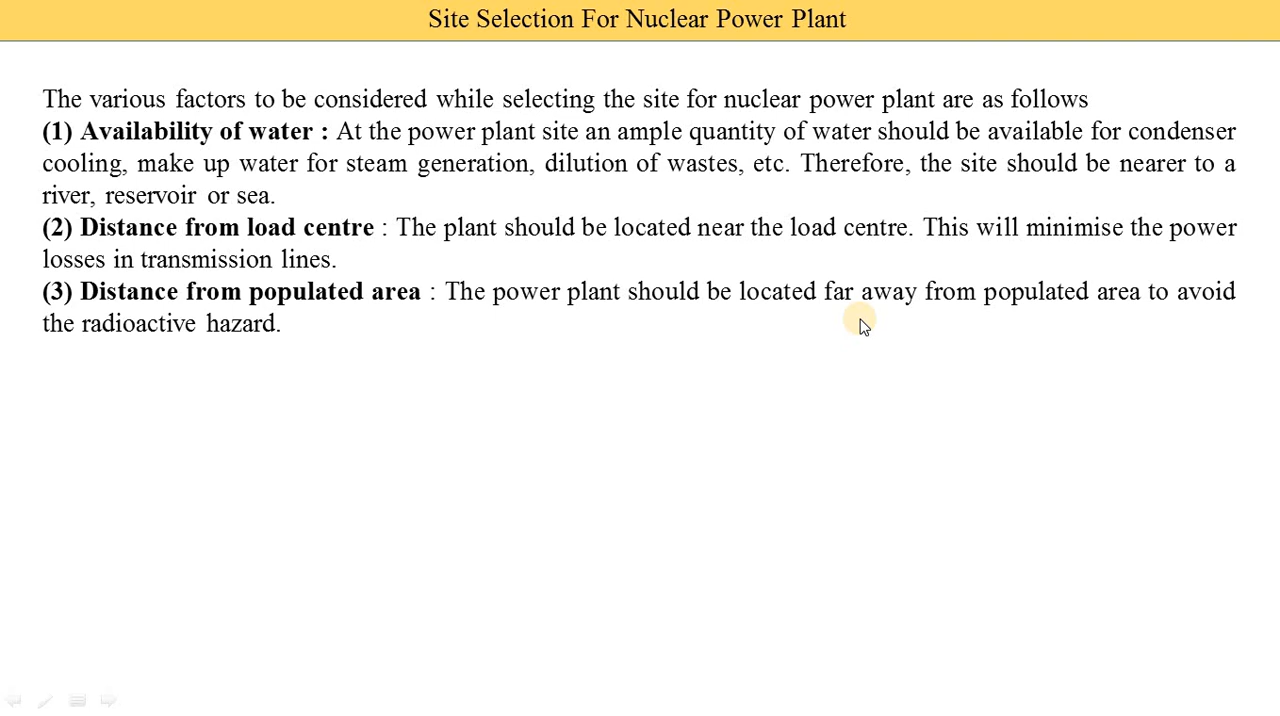 Site Selection For Nuclear Power Plant
The various factors to be considered while selecting the site for nuclear power plant are as follows
(1) Availability of water : At the power plant site an ample quantity of water should be available for condenser
cooling, make up water for steam generation, dilution of wastes, etc. Therefore, the site should be nearer to a
river, reservoir or sea.
(2) Distance from load centre : The plant should be located near the load centre. This will minimise the power
losses in transmission lines.
(3) Distance from populated area : The power plant should be located far away from populated area to avoid
the radioactive hazard.